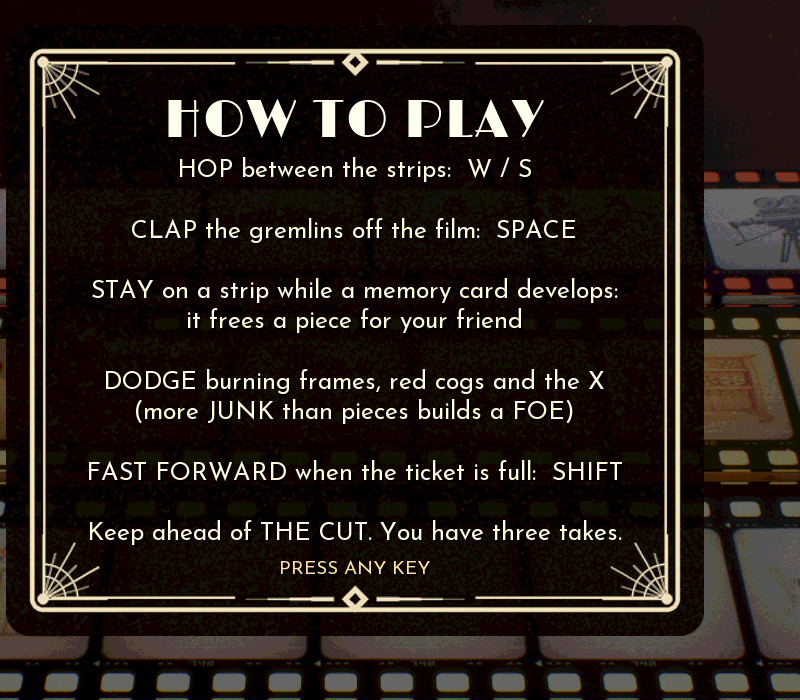 HOW TO PLAY
HOP between the strips:  W / S
CLAP the gremlins off the film:  SPACE
STAY on a strip while a memory card develops:
it frees a piece for your friend
DODGE burning frames, red cogs and the X
(more JUNK than pieces builds a FOE)
FAST FORWARD when the ticket is full:  SHIFT
Keep ahead of THE CUT. You have three takes.
PRESS ANY KEY